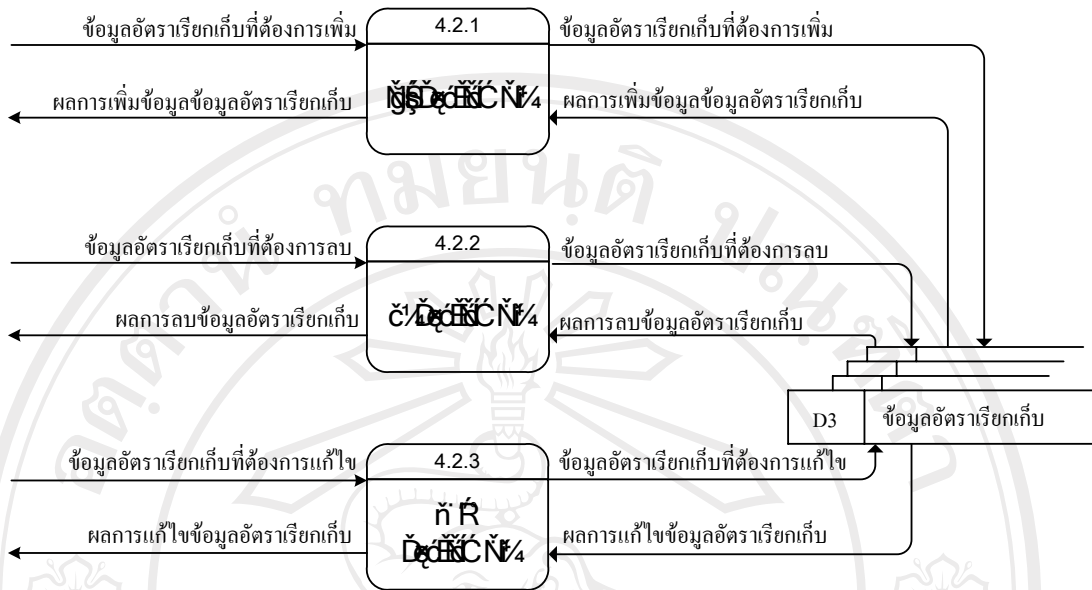 ข้อมูลอัตราเรียกเก็บที่ต้องการเพิ่ม
4.2.1
ข้อมูลอัตราเรียกเก็บที่ต้องการเพิ่ม
ผลการเพิ่มข้อมูลข้อมูลอัตราเรียกเก็บ
ผลการเพิ่มข้อมูลข้อมูลอัตราเรียกเก็บ
ข้อมูลอัตราเรียกเก็บที่ต้องการลบ
4.2.2
ข้อมูลอัตราเรียกเก็บที่ต้องการลบ
ผลการลบข้อมูลอัตราเรียกเก็บ
ผลการลบข้อมูลอัตราเรียกเก็บ
D3
ข้อมูลอัตราเรียกเก็บ
ข้อมูลอัตราเรียกเก็บที่ต้องการแก้ไข
4.2.3
ข้อมูลอัตราเรียกเก็บที่ต้องการแก้ไข
ผลการแก้ไขข้อมูลอัตราเรียกเก็บ
ผลการแก้ไขข้อมูลอัตราเรียกเก็บ